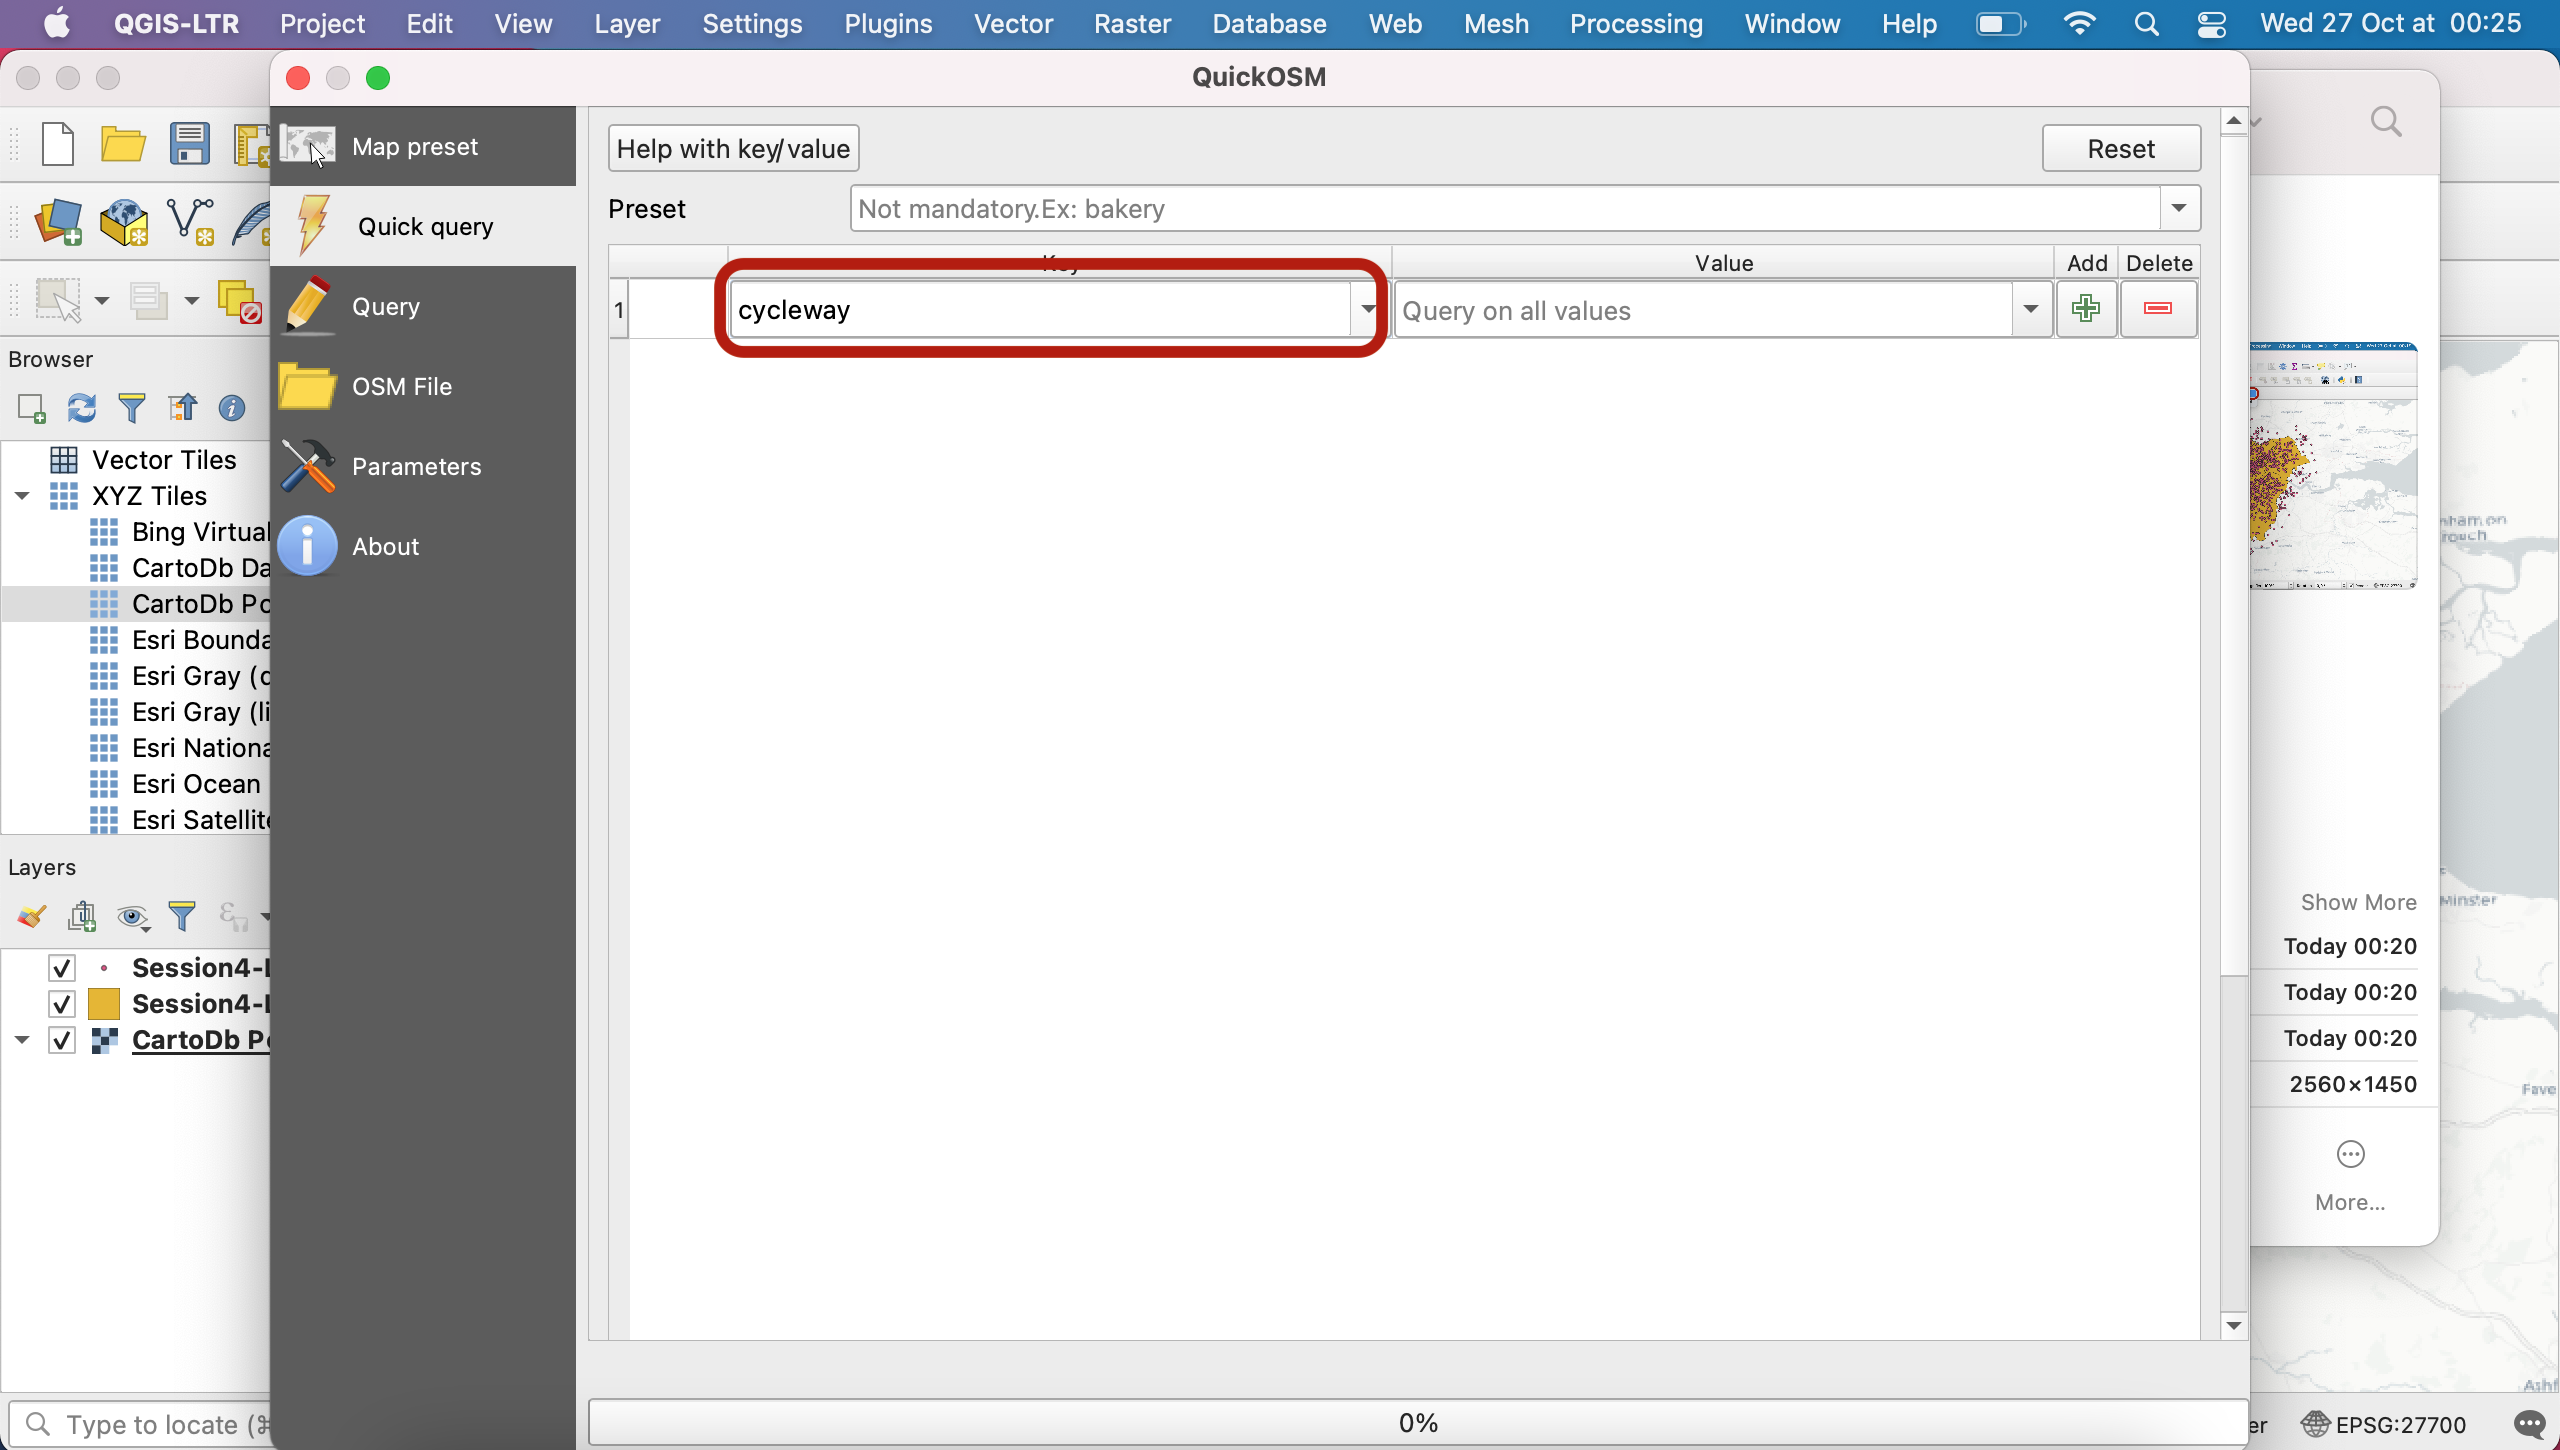 QGIS-LTR Project Edit View Layer Settings Plugins Vector Raster Database Web Mesh Processing Window Help Wed 27 Oct at 00:25
QuickOSM
Map preset
Quick query
Query
OSM File
Parameters
About
Help with key/value
Reset
Preset
Not mandatory.Ex: bakery
Key Value Add Delete
1 cycleway Query on all values
Browser
Vector Tiles
XYZ Tiles
Bing Virtual
CartoDb Da
CartoDb Po
Esri Bounda
Esri Gray (d
Esri Gray (li
Esri Nationa
Esri Ocean
Esri Satellite
Layers
Session4-L
Session4-L
CartoDb Po
Type to locate (⌘
0%
Show More
Today 00:20
Today 00:20
Today 00:20
2560×1450
More...
Minster
Fave
Ashf
er
EPSG:27700